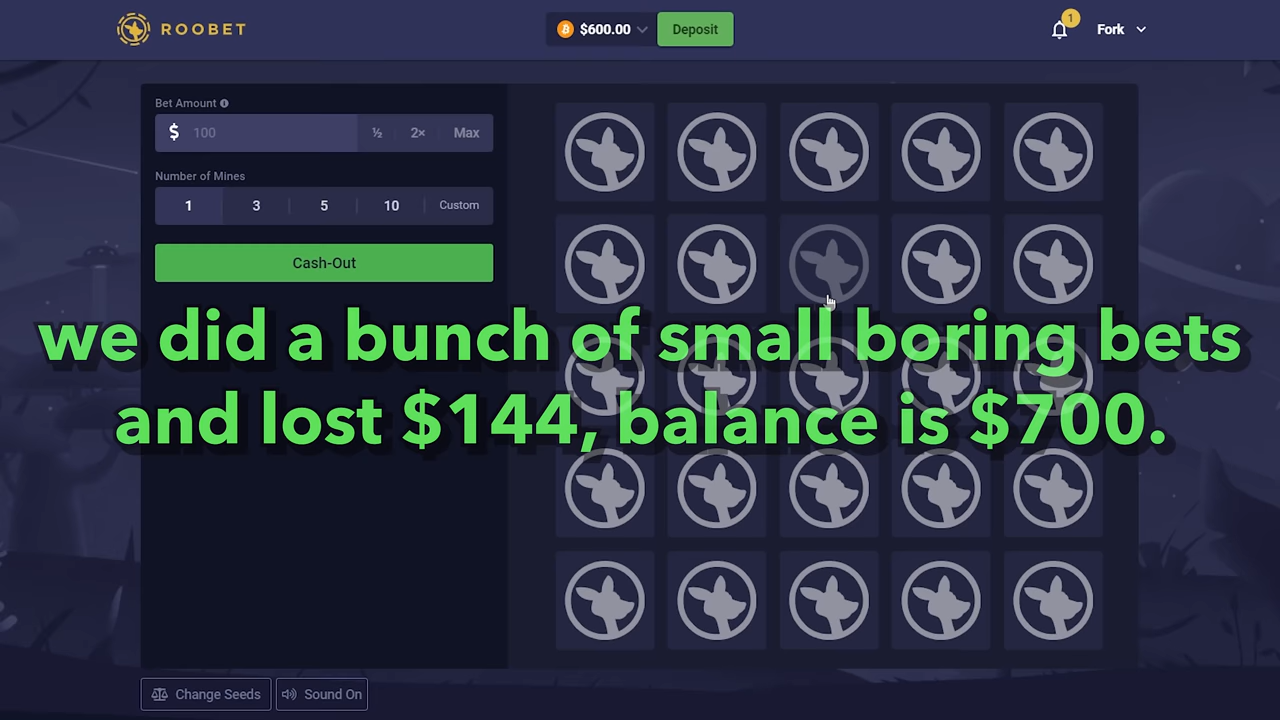 ROOBET
$600.00
Deposit
1
Fork
Bet Amount
$ 100 ½ 2× Max
Number of Mines
1 3 5 10 Custom
Cash-Out
we did a bunch of small boring bets
and lost $144, balance is $700.
Change Seeds
Sound On